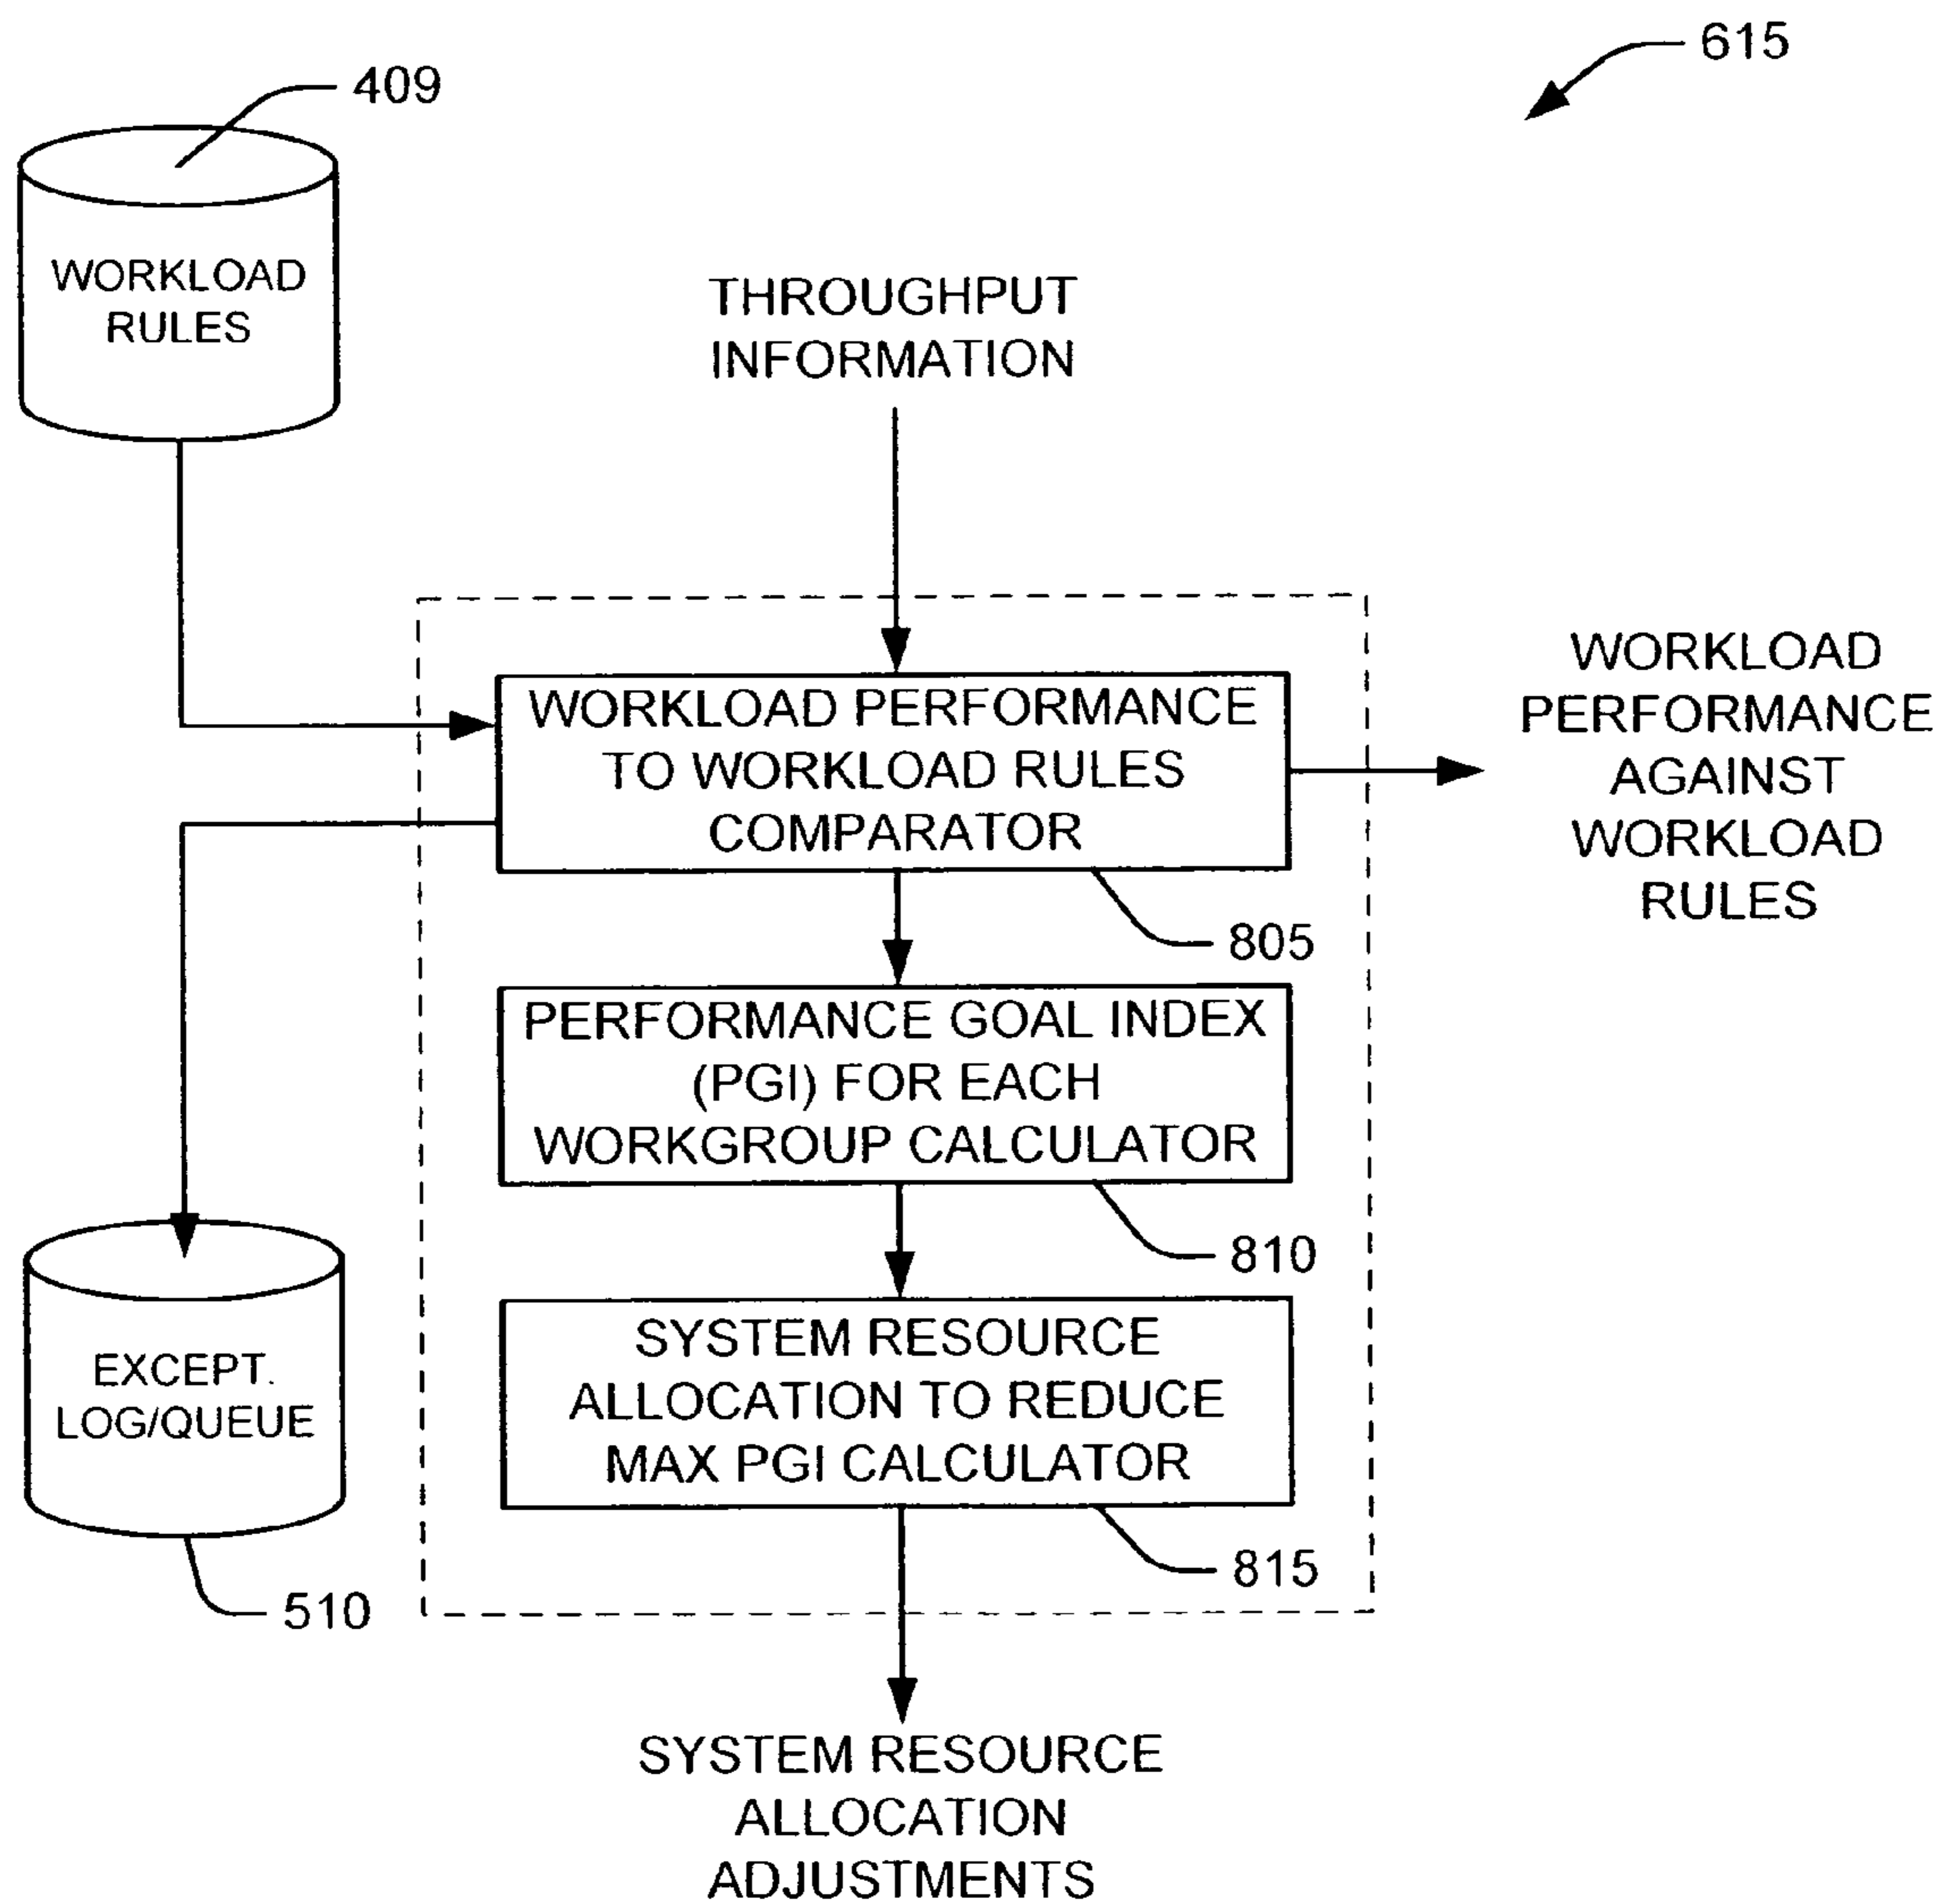 615
409
WORKLOAD
RULES
THROUGHPUT
INFORMATION
WORKLOAD PERFORMANCE
TO WORKLOAD RULES
COMPARATOR
805
WORKLOAD
PERFORMANCE
AGAINST
WORKLOAD
RULES
PERFORMANCE GOAL INDEX
(PGI) FOR EACH
WORKGROUP CALCULATOR
810
EXCEPT.
LOG/QUEUE
510
SYSTEM RESOURCE
ALLOCATION TO REDUCE
MAX PGI CALCULATOR
815
SYSTEM RESOURCE
ALLOCATION
ADJUSTMENTS